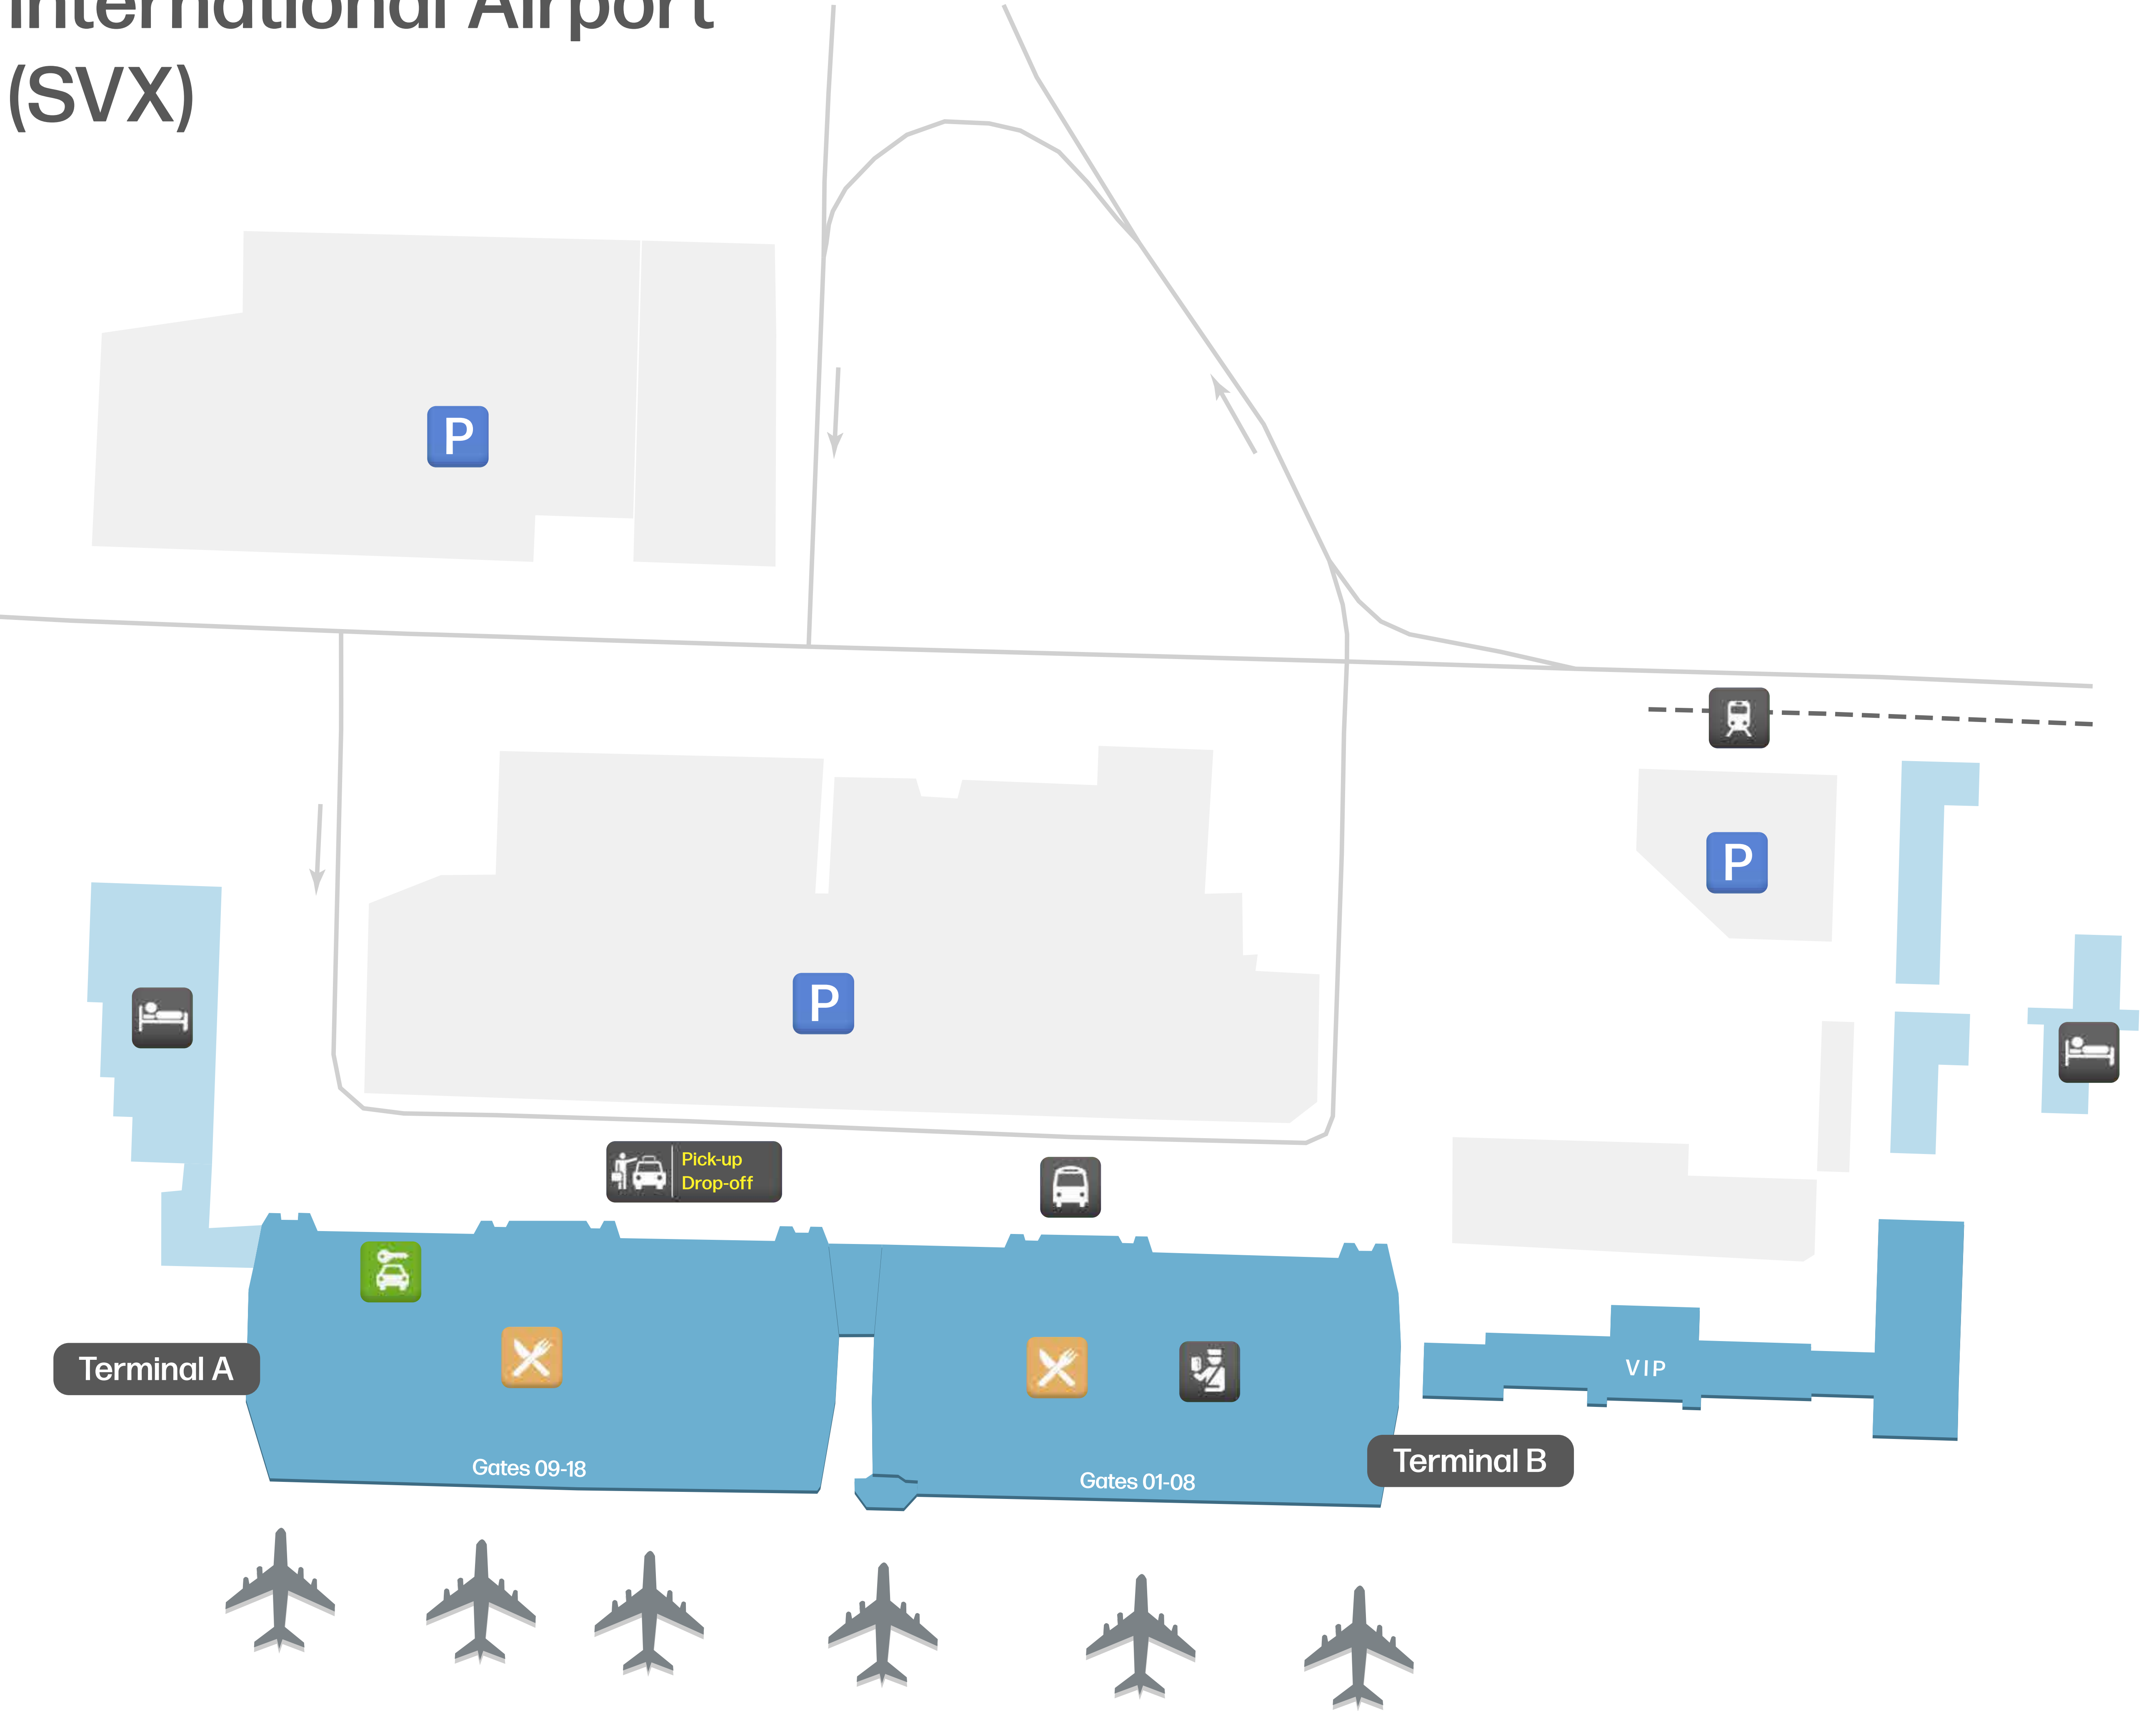 International Airport
(SVX)
P
P
P
Pick-up
Drop-off
Terminal A
VIP
Terminal B
Gates 09-18
Gates 01-08